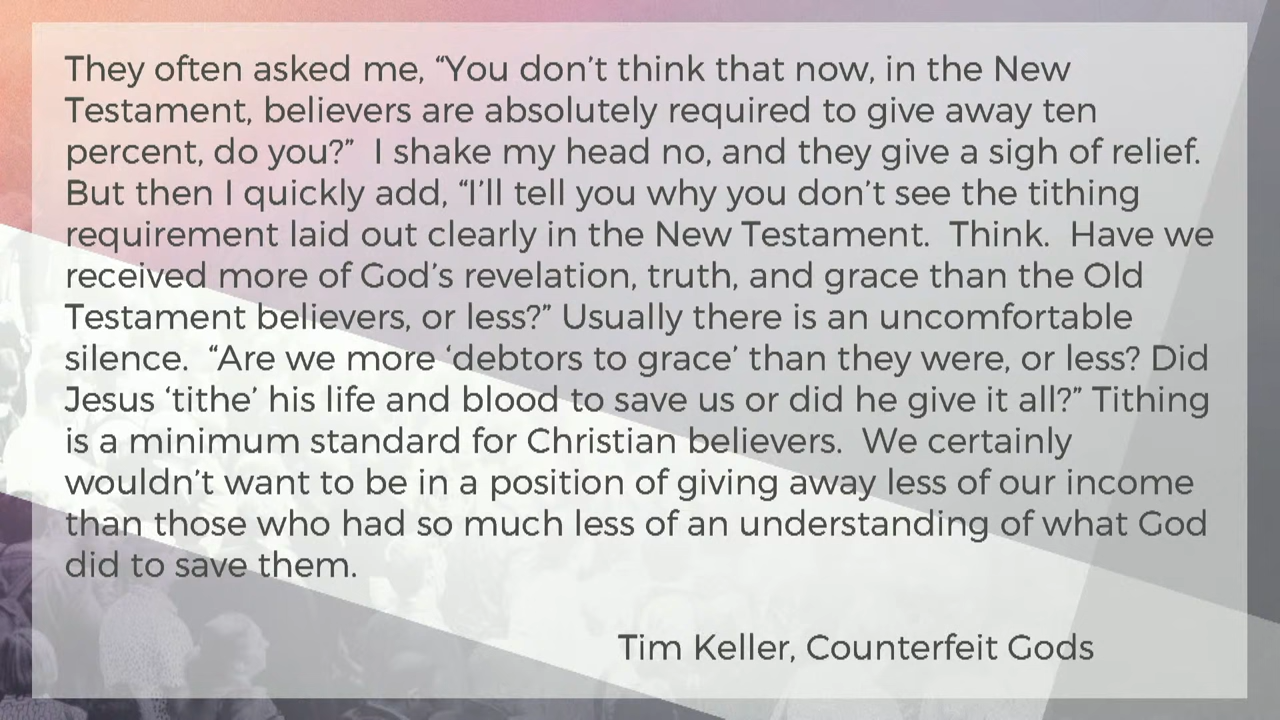 They often asked me, “You don’t think that now, in the New
Testament, believers are absolutely required to give away ten
percent, do you?”  I shake my head no, and they give a sigh of relief.
But then I quickly add, “I’ll tell you why you don’t see the tithing
requirement laid out clearly in the New Testament.  Think.  Have we
received more of God’s revelation, truth, and grace than the Old
Testament believers, or less?” Usually there is an uncomfortable
silence.  “Are we more ‘debtors to grace’ than they were, or less? Did
Jesus ‘tithe’ his life and blood to save us or did he give it all?” Tithing
is a minimum standard for Christian believers.  We certainly
wouldn’t want to be in a position of giving away less of our income
than those who had so much less of an understanding of what God
did to save them.
Tim Keller, Counterfeit Gods